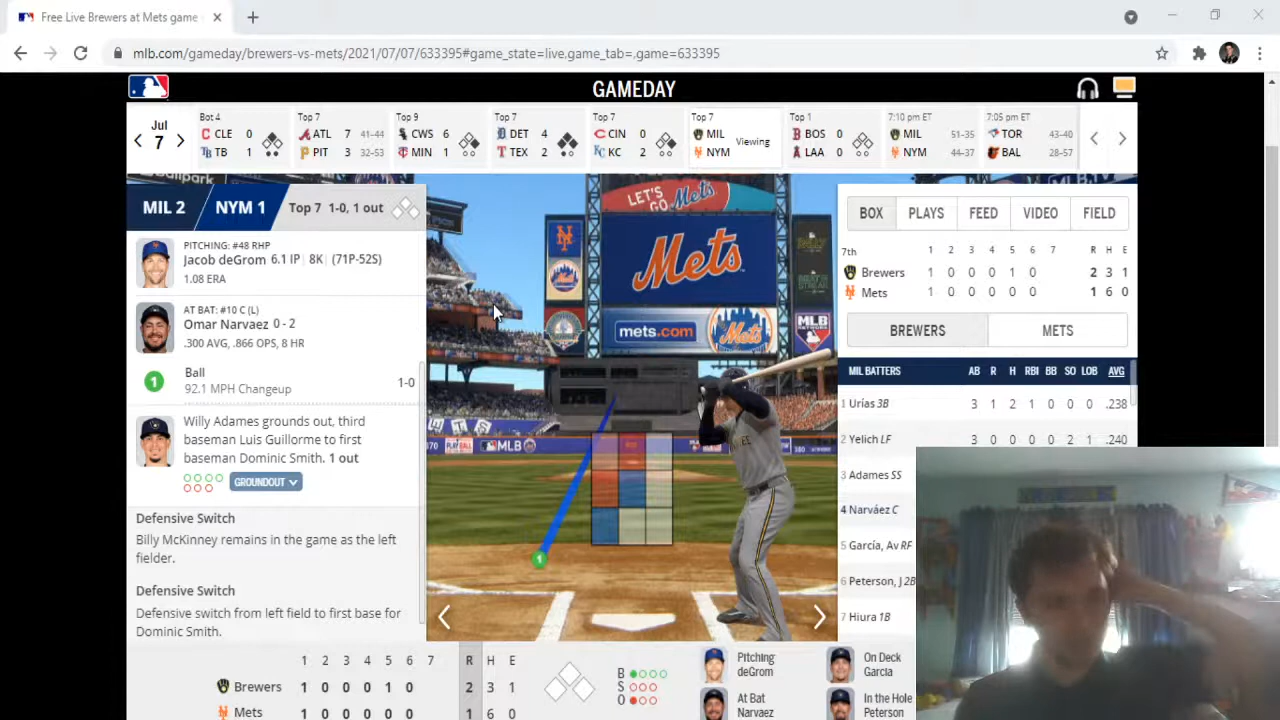 Free Live Brewers at Mets game
mlb.com/gameday/brewers-vs-mets/2021/07/07/633395#game_state=live.game_tab=.game=633395
GAMEDAY
Jul
7
Bot 4
CLE 0
TB 1
Top 7
ATL 7 41-44
PIT 3 32-53
Top 9
CWS 6
MIN 1
Top 7
DET 4
TEX 2
Top 7
CIN 0
KC 2
Top 7
MIL
NYM
Viewing
Top 1
BOS 0
LAA 0
7:10 pm ET
MIL 51-35
NYM 44-37
7:05 pm ET
TOR 43-40
BAL 28-57
MIL 2 NYM 1 Top 7 1-0, 1 out
PITCHING: #48 RHP
Jacob deGrom 6.1 IP| 8K| (71P-52S)
1.08 ERA
AT BAT: #10 C (L)
Omar Narvaez 0 - 2
.300 AVG, .866 OPS, 8 HR
1
Ball
92.1 MPH Changeup
1-0
Willy Adames grounds out, third
baseman Luis Guillorme to first
baseman Dominic Smith. 1 out
GROUNDOUT
Defensive Switch
Billy McKinney remains in the game as the left
fielder.
Defensive Switch
Defensive switch from left field to first base for
Dominic Smith.
LET'S GO Mets
Mets
mets.com
MLB
NETWORK
MLB
1
BOX PLAYS FEED VIDEO FIELD
7th 1 2 3 4 5 6 7 R H E
Brewers 1 0 0 0 1 0 2 3 1
Mets 1 0 0 0 0 0 1 6 0
BREWERS METS
MIL BATTERS AB R H RBI BB SO LOB AVG
1 Urias 3B 3 1 2 1 0 0 0 .238
2 Yelich LF 3 0 0 0 0 2 1 .240
3 Adames SS
4 Narváez C
5 García, Av RF
6 Peterson, J 2B
7 Hiura 1B
1 2 3 4 5 6 7 R H E
Brewers 1 0 0 0 1 0 2 3 1
Mets 1 0 0 0 0 0 1 6 0
B
S
O
Pitching
deGrom
At Bat
Narvaez
On Deck
Garcia
In the Hole
Peterson